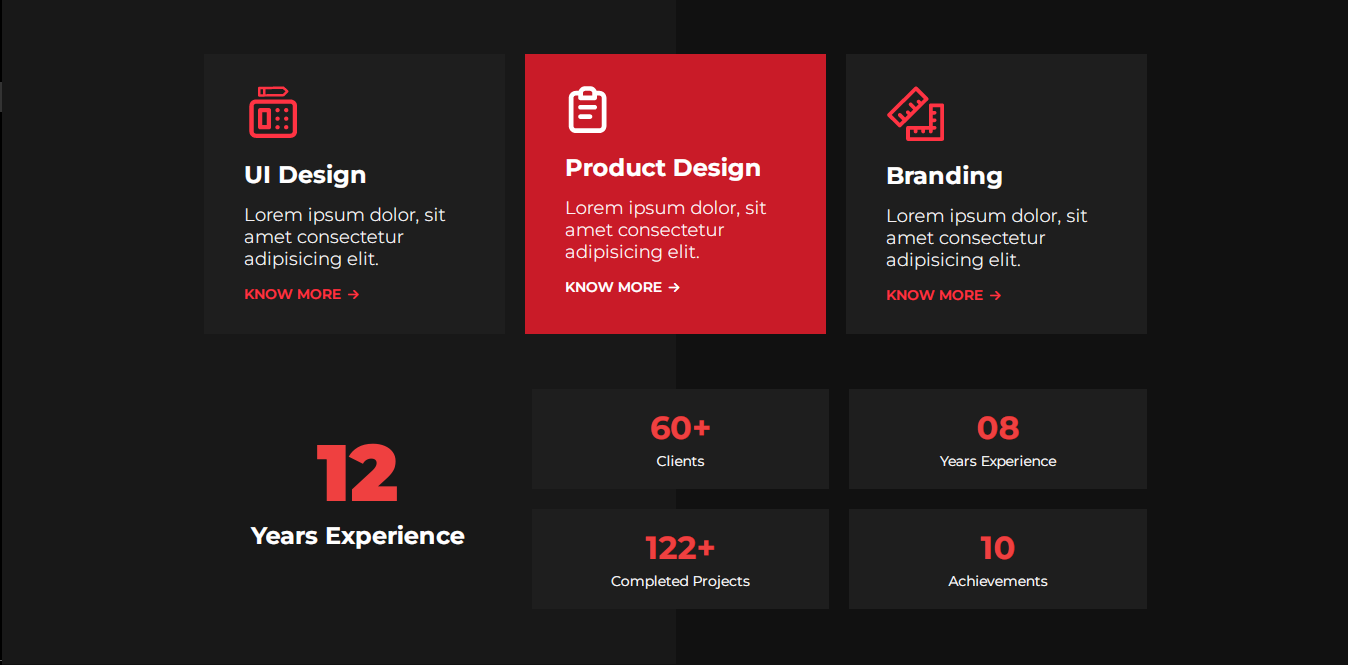 UI Design
Lorem ipsum dolor, sit
amet consectetur
adipisicing elit.
KNOW MORE →
Product Design
Lorem ipsum dolor, sit
amet consectetur
adipisicing elit.
KNOW MORE →
Branding
Lorem ipsum dolor, sit
amet consectetur
adipisicing elit.
KNOW MORE →
12
Years Experience
60+
Clients
08
Years Experience
122+
Completed Projects
10
Achievements